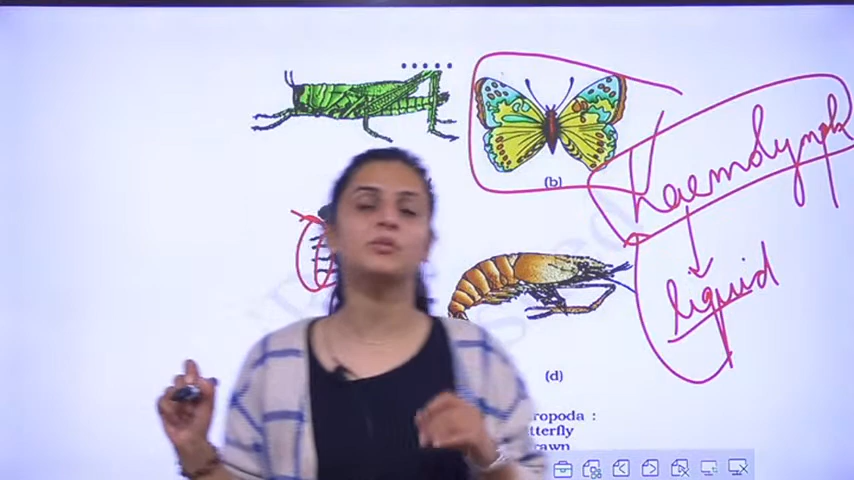 (b)
Haemolymph
liquid
(d)
ropoda :
tterfly
rawn